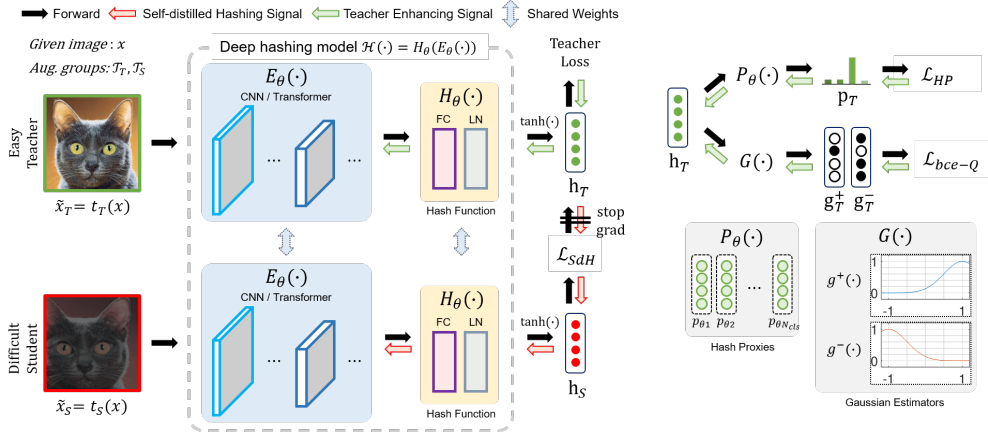 Forward
Self-distilled Hashing Signal
Teacher Enhancing Signal
Shared Weights
Given image : x
Aug. groups: 𝒯_T, 𝒯_S
Deep hashing model ℋ(·) = H_θ(E_θ(·))
Teacher
Loss
Easy
Teacher
x̃_T = t_T(x)
E_θ(·)
CNN / Transformer
...
...
H_θ(·)
FC
LN
Hash Function
tanh(·)
h_T
stop
grad
ℒ_SdH
Difficult
Student
x̃_S = t_S(x)
E_θ(·)
CNN / Transformer
...
...
H_θ(·)
FC
LN
Hash Function
tanh(·)
h_S
h_T
P_θ(·)
p_T
ℒ_HP
G(·)
g_T^+
g_T^-
ℒ_bce-Q
P_θ(·)
...
p_θ1
p_θ2
p_θN_cls
Hash Proxies
G(·)
g^+(·)
1
0
-1
1
g^-(·)
1
0
-1
1
Gaussian Estimators